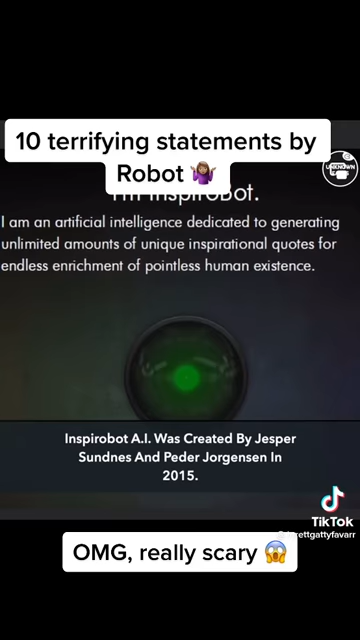 10 terrifying statements by
Robot 🤷🏽‍♀️
I'm InspiroBot.
UNKNOWN
I am an artificial intelligence dedicated to generating
unlimited amounts of unique inspirational quotes for
endless enrichment of pointless human existence.
Inspirobot A.I. Was Created By Jesper
Sundnes And Peder Jorgensen In
2015.
TikTok
OMG, really scary 😱